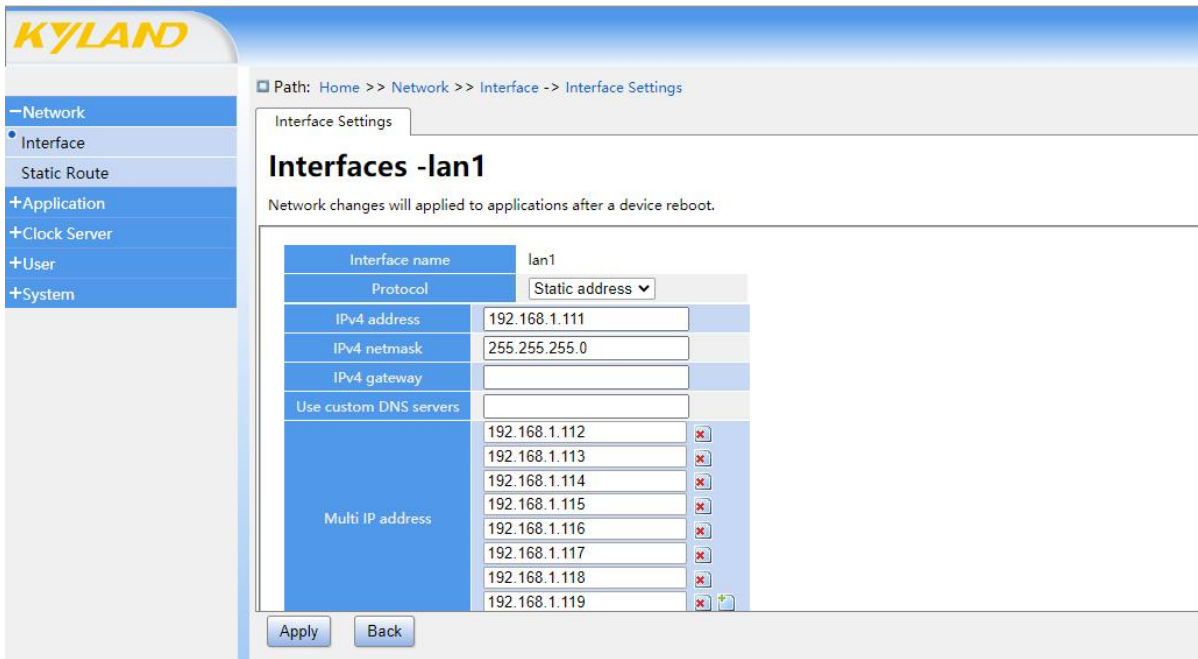 KYLAND
Path: Home >> Network >> Interface -> Interface Settings
−Network
Interface
Static Route
+Application
+Clock Server
+User
+System
Interface Settings
Interfaces -lan1
Network changes will applied to applications after a device reboot.
Interface name lan1
Protocol Static address
IPv4 address 192.168.1.111
IPv4 netmask 255.255.255.0
IPv4 gateway
Use custom DNS servers
Multi IP address
192.168.1.112
192.168.1.113
192.168.1.114
192.168.1.115
192.168.1.116
192.168.1.117
192.168.1.118
192.168.1.119
Apply Back